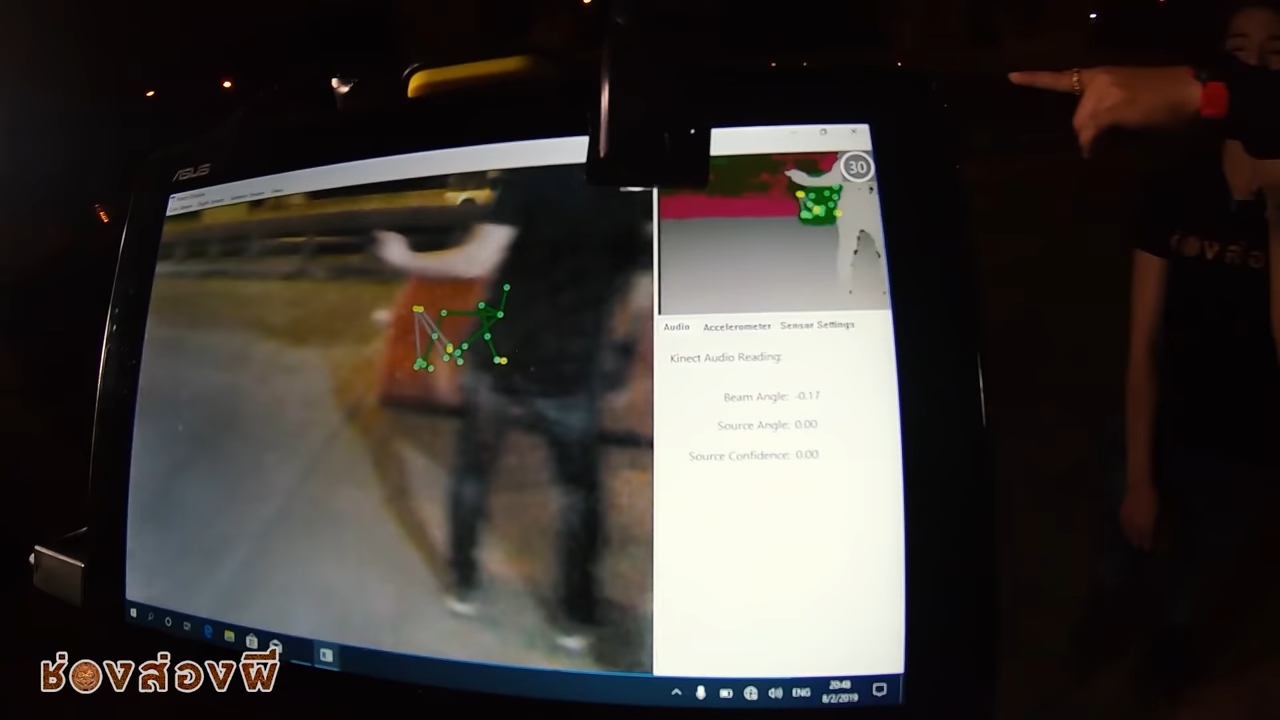 ASUS
30
Audio Accelerometer Sensor Settings
Kinect Audio Reading:
Beam Angle: -0.17
Source Angle: 0.00
Source Confidence: 0.00
ENG
20:48
8/2/2019
ช่องส่องผี